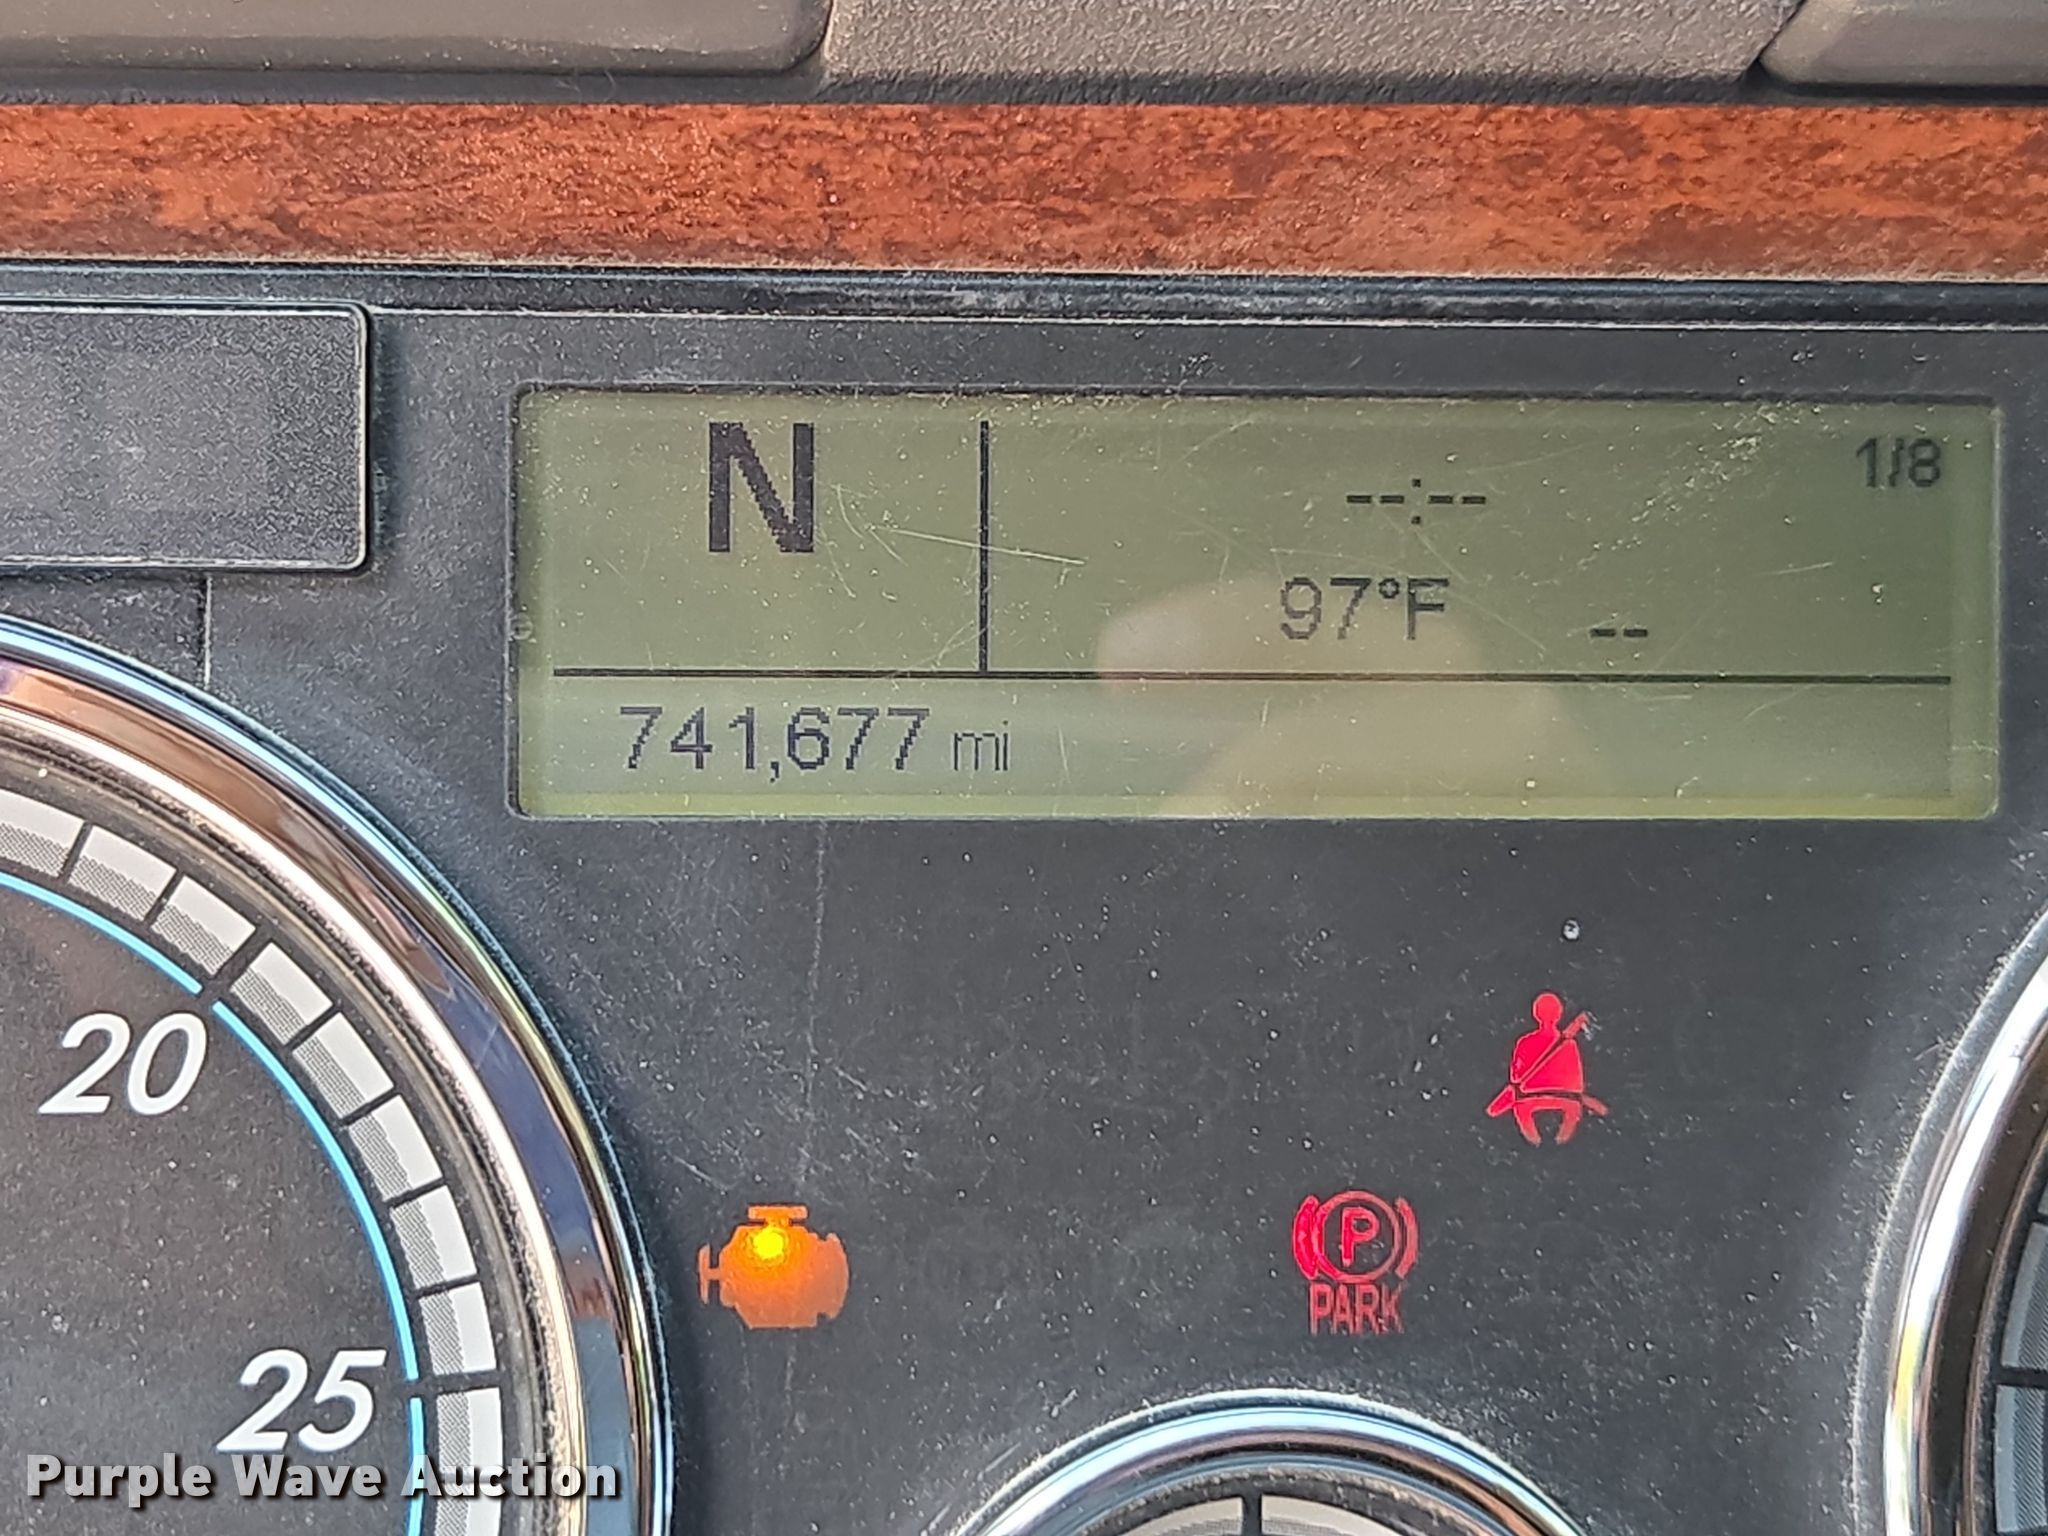 N
--:--
1/8
97°F --
741,677 mi
20
25
P
PARK
Purple Wave Auction